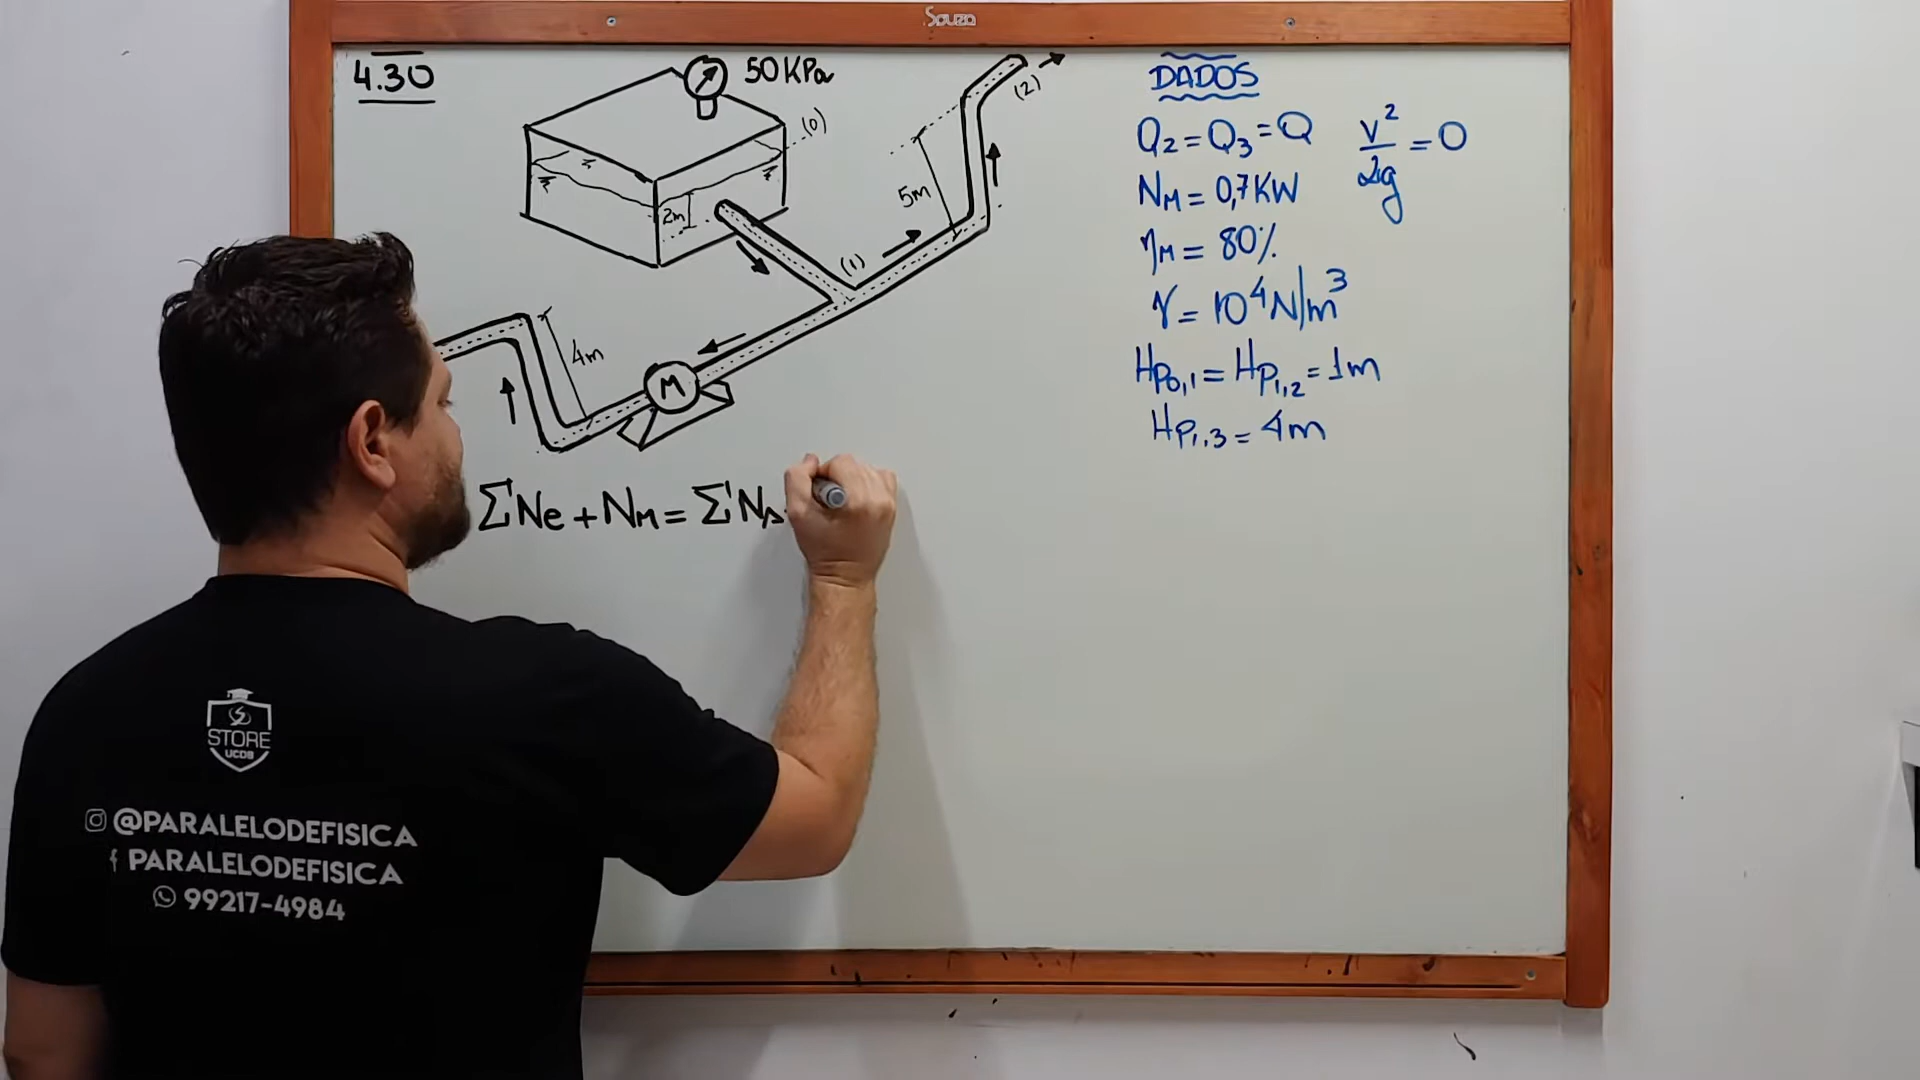 Souza
4.30
50 KPa
(0)
2m
(1)
(2)
5m
4m
M
ΣNe + NM = ΣNs
DADOS
Q2 = Q3 = Q
v²/2g = 0
NM = 0,7 KW
ηM = 80%
γ = 10⁴ N/m³
Hp0,1 = Hp1,2 = 1m
Hp1,3 = 4m
STORE
UCDB
@PARALELODEFISICA
f PARALELODEFISICA
99217-4984